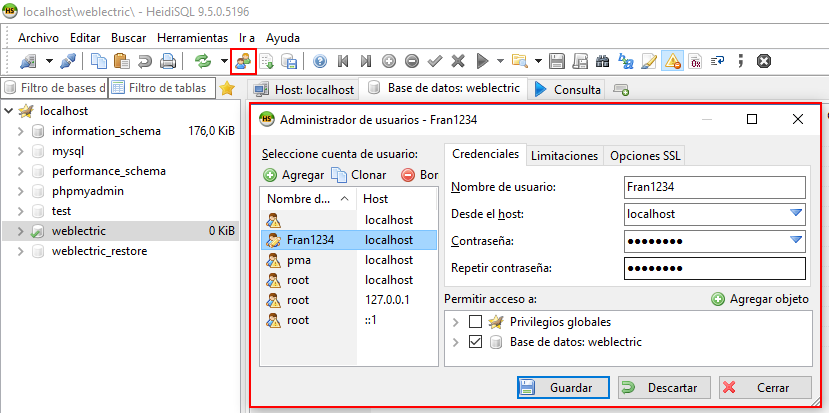 localhost\weblectric\ - HeidiSQL 9.5.0.5196
Archivo Editar Buscar Herramientas Ir a Ayuda
Filtro de bases d Filtro de tablas
Host: localhost Base de datos: weblectric Consulta
localhost
information_schema 176,0 KiB
mysql
performance_schema
phpmyadmin
test
weblectric 0 KiB
weblectric_restore
HS Administrador de usuarios - Fran1234
Seleccione cuenta de usuario:
Agregar Clonar Bor
Nombre d... Host
localhost
Fran1234 localhost
pma localhost
root localhost
root 127.0.0.1
root ::1
Credenciales Limitaciones Opciones SSL
Nombre de usuario: Fran1234
Desde el host: localhost
Contraseña: ●●●●●●●●
Repetir contraseña: ●●●●●●●●
Permitir acceso a: Agregar objeto
Privilegios globales
Base de datos: weblectric
Guardar Descartar Cerrar